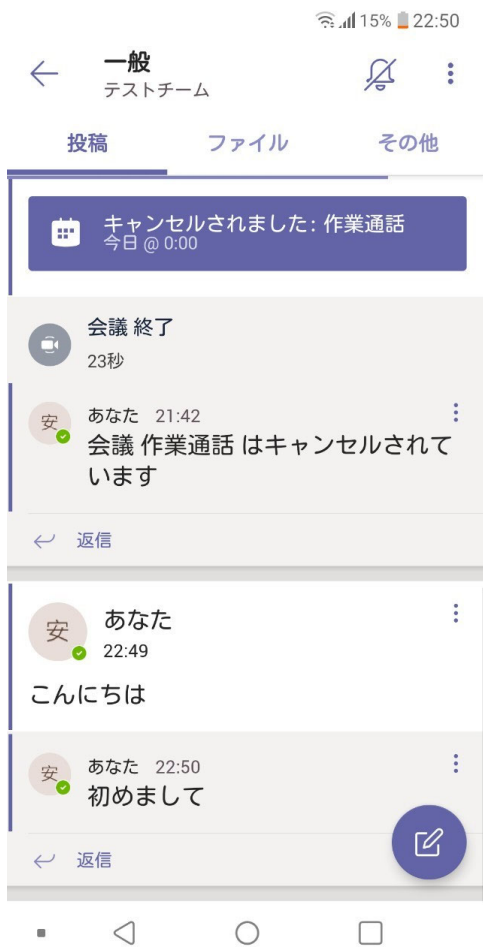 15% 22:50
一般
テストチーム
投稿 ファイル その他
キャンセルされました: 作業通話
今日 @ 0:00
会議 終了
23秒
安 あなた 21:42
会議 作業通話 はキャンセルされて
います
返信
安 あなた
22:49
こんにちは
安 あなた 22:50
初めまして
返信